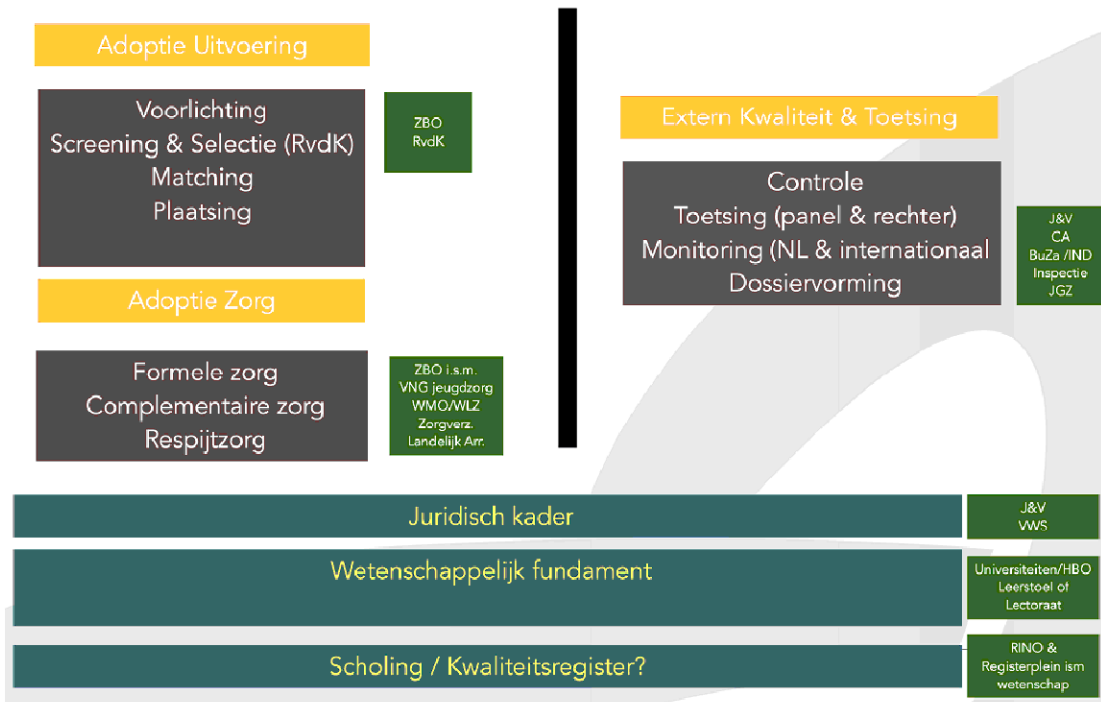 Adoptie Uitvoering
Voorlichting
Screening & Selectie (RvdK)
Matching
Plaatsing
ZBO
RvdK
Adoptie Zorg
Formele zorg
Complementaire zorg
Respijtzorg
ZBO i.s.m.
VNG jeugdzorg
WMO/WLZ
Zorgverz.
Landelijk Arr.
Extern Kwaliteit & Toetsing
Controle
Toetsing (panel & rechter)
Monitoring (NL & internationaal
Dossiervorming
J&V
CA
BuZa /IND
Inspectie
JGZ
Juridisch kader
J&V
VWS
Wetenschappelijk fundament
Universiteiten/HBO
Leerstoel of
Lectoraat
Scholing / Kwaliteitsregister?
RINO &
Registerplein ism
wetenschap